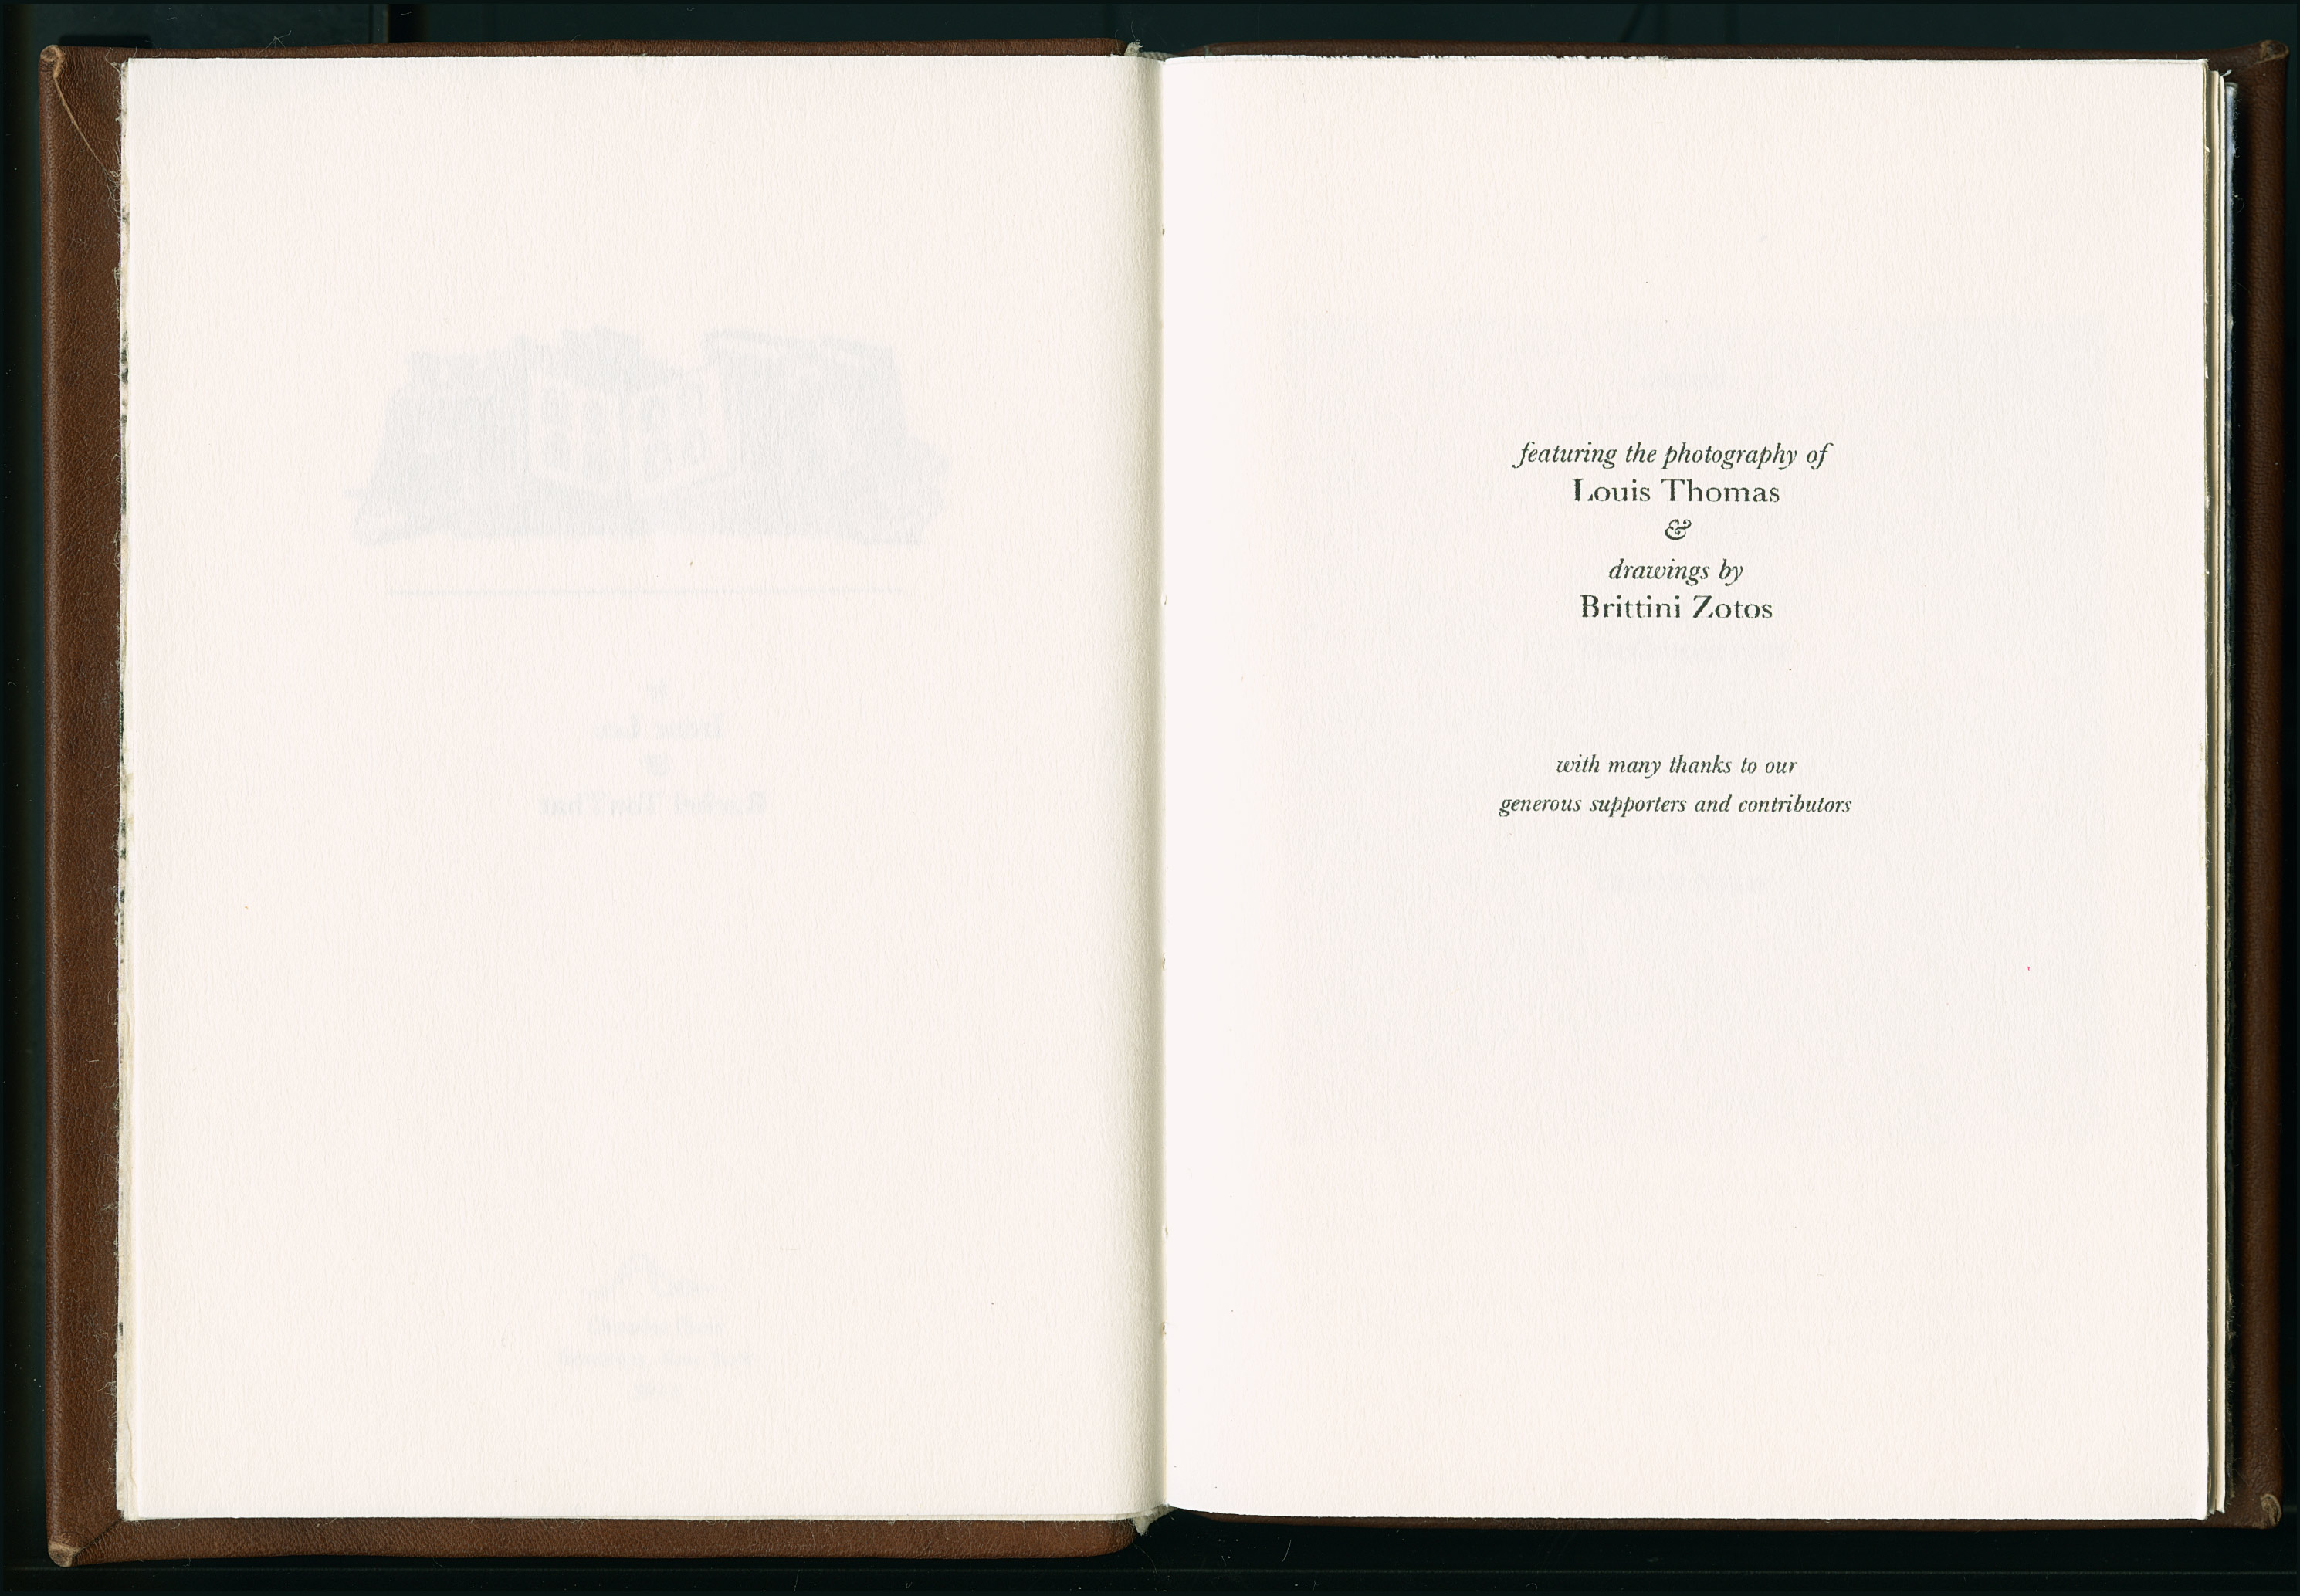 featuring the photography of
Louis Thomas
&
drawings by
Brittini Zotos
with many thanks to our
generous supporters and contributors